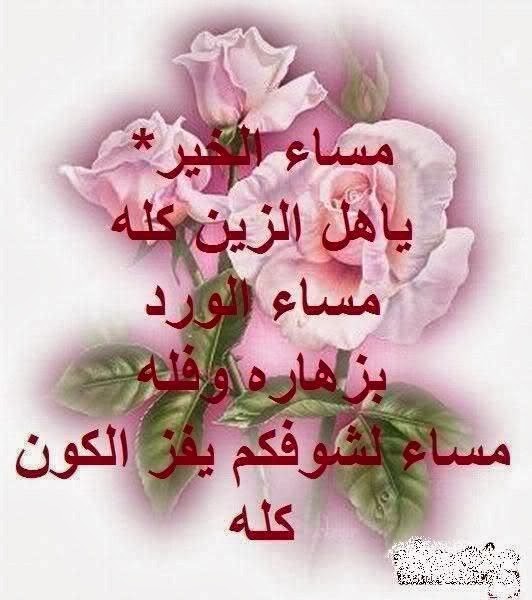 مساء الخير*
ياهل الزين كله
مساء الورد
بزهاره وفله
مساء لشوفكم يفز الكون
كله